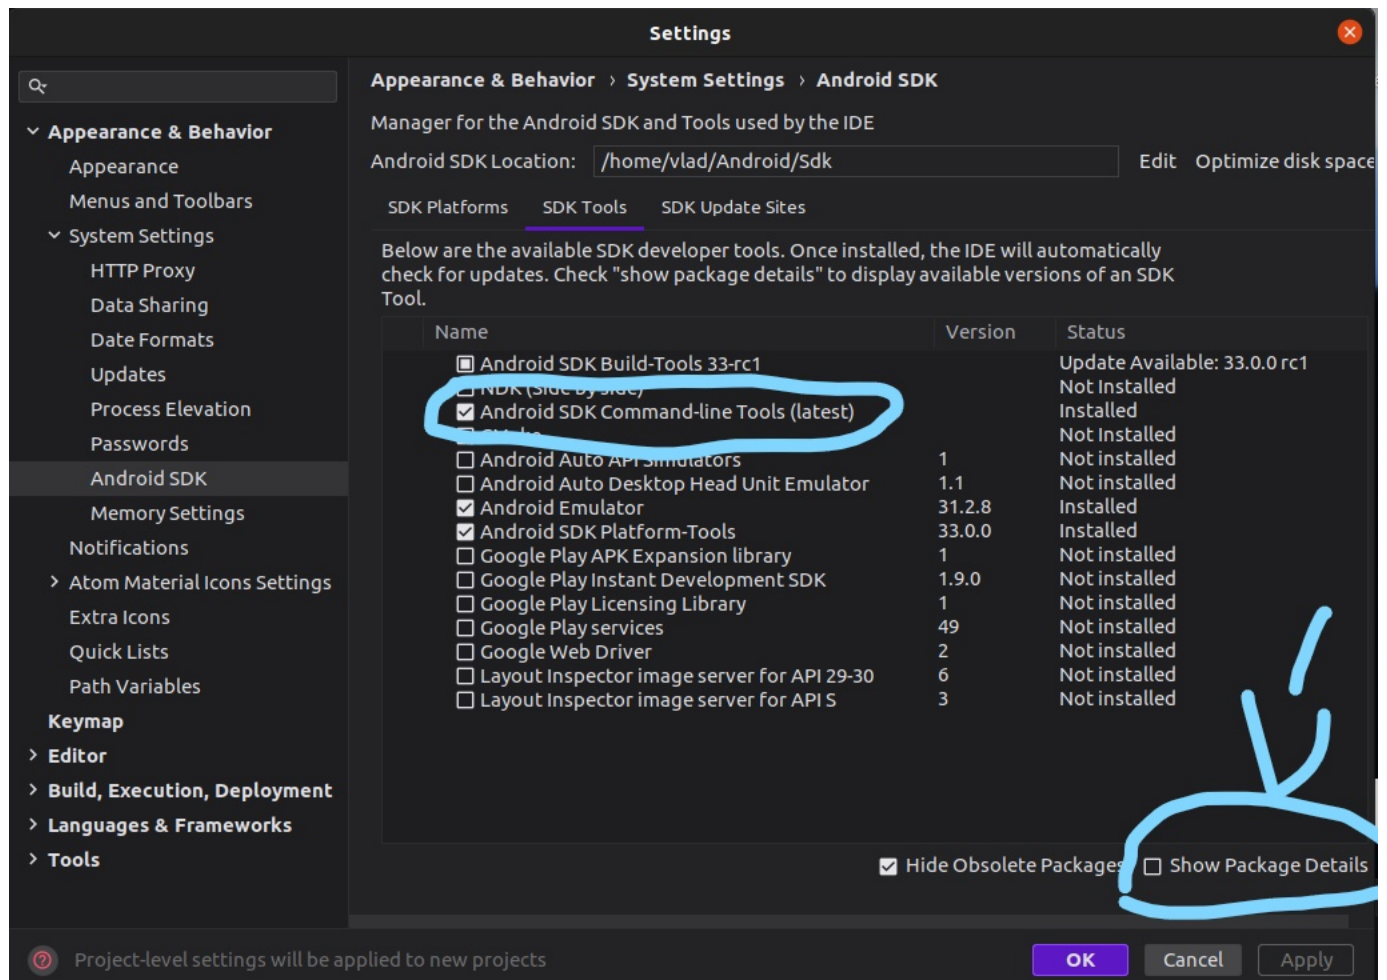 Settings
Appearance & Behavior
Appearance
Menus and Toolbars
System Settings
HTTP Proxy
Data Sharing
Date Formats
Updates
Process Elevation
Passwords
Android SDK
Memory Settings
Notifications
Atom Material Icons Settings
Extra Icons
Quick Lists
Path Variables
Keymap
Editor
Build, Execution, Deployment
Languages & Frameworks
Tools
Appearance & Behavior › System Settings › Android SDK
Manager for the Android SDK and Tools used by the IDE
Android SDK Location: /home/vlad/Android/Sdk Edit Optimize disk space
SDK Platforms SDK Tools SDK Update Sites
Below are the available SDK developer tools. Once installed, the IDE will automatically
check for updates. Check "show package details" to display available versions of an SDK
Tool.
Name Version Status
Android SDK Build-Tools 33-rc1 Update Available: 33.0.0 rc1
NDK (Side by side) Not Installed
Android SDK Command-line Tools (latest) Installed
Not Installed
Android Auto API Simulators 1 Not installed
Android Auto Desktop Head Unit Emulator 1.1 Not installed
Android Emulator 31.2.8 Installed
Android SDK Platform-Tools 33.0.0 Installed
Google Play APK Expansion library 1 Not installed
Google Play Instant Development SDK 1.9.0 Not installed
Google Play Licensing Library 1 Not installed
Google Play services 49 Not installed
Google Web Driver 2 Not installed
Layout Inspector image server for API 29-30 6 Not installed
Layout Inspector image server for API S 3 Not installed
Hide Obsolete Packages Show Package Details
? Project-level settings will be applied to new projects
OK Cancel Apply